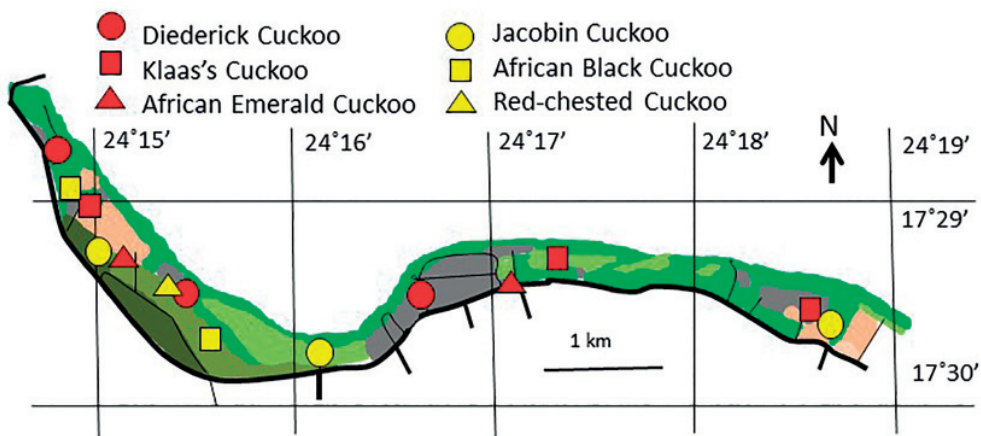 Diederick Cuckoo
Klaas's Cuckoo
African Emerald Cuckoo
Jacobin Cuckoo
African Black Cuckoo
Red-chested Cuckoo
24°15'
24°16'
24°17'
24°18'
N
24°19'
17°29'
1 km
17°30'